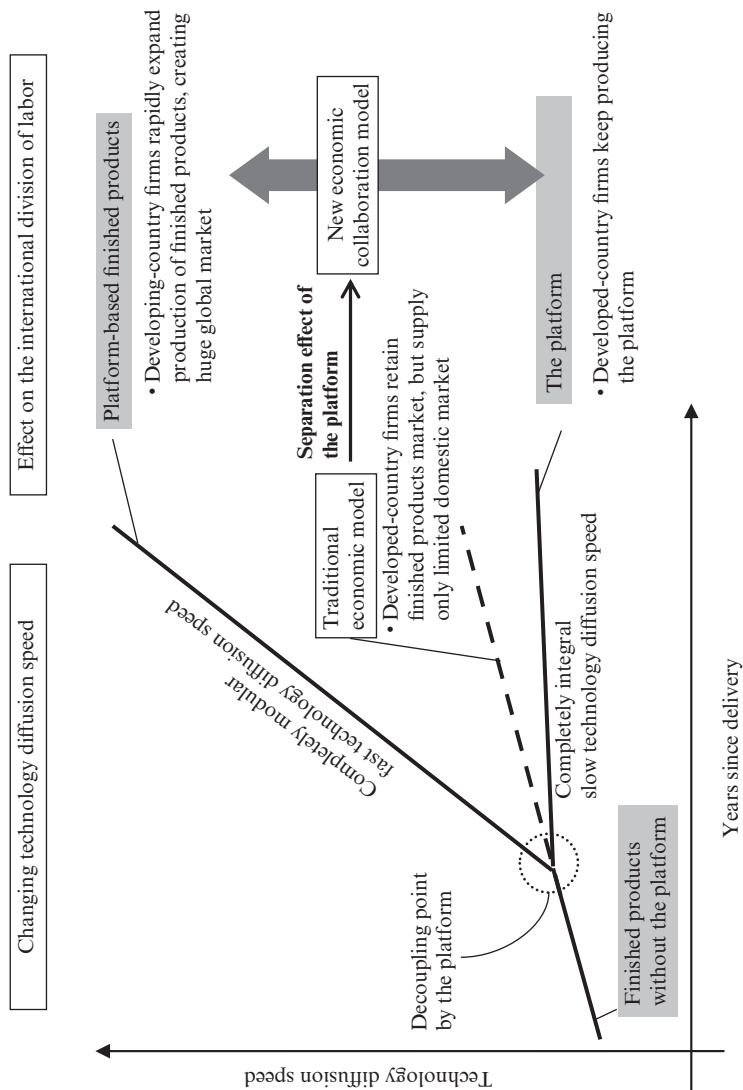 Changing technology diffusion speed
Effect on the international division of labor
Platform-based finished products
• Developing-country firms rapidly expand
production of finished products, creating
huge global market
Completely modular
fast technology diffusion speed
Separation effect of
the platform
Traditional
economic model
New economic
collaboration model
• Developed-country firms retain
finished products market, but supply
only limited domestic market
Decoupling point
by the platform
Completely integral
slow technology diffusion speed
The platform
• Developed-country firms keep producing
the platform
Finished products
without the platform
Technology diffusion speed
Years since delivery